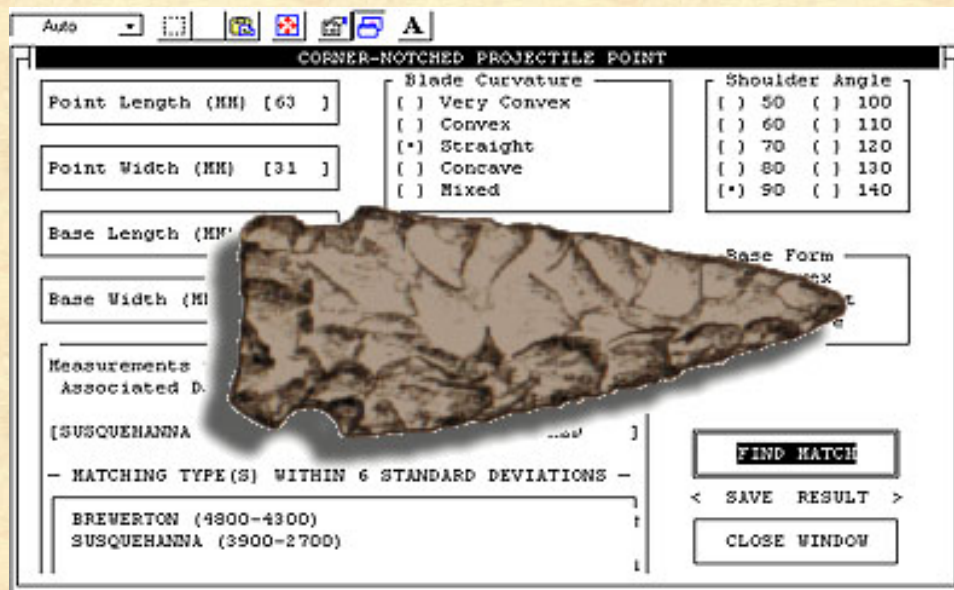 Auto
A
CORNER-NOTCHED PROJECTILE POINT
Point Length (MM) [63 ]
Point Width (MM) [31 ]
Base Length (MM
Base Width (M
Blade Curvature
( ) Very Convex
( ) Convex
(•) Straight
( ) Concave
( ) Mixed
Shoulder Angle
( ) 50 ( ) 100
( ) 60 ( ) 110
( ) 70 ( ) 120
( ) 80 ( ) 130
(•) 90 ( ) 140
Base Form
Measurements
Associated D
[SUSQUEHANNA ]
— MATCHING TYPE(S) WITHIN 6 STANDARD DEVIATIONS —
BREWERTON (4800-4300)
SUSQUEHANNA (3900-2700)
FIND MATCH
< SAVE RESULT >
CLOSE WINDOW